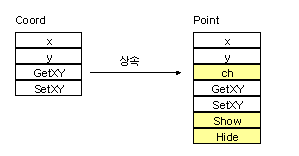 Coord
x
y
GetXY
SetXY
상속
Point
x
y
ch
GetXY
SetXY
Show
Hide